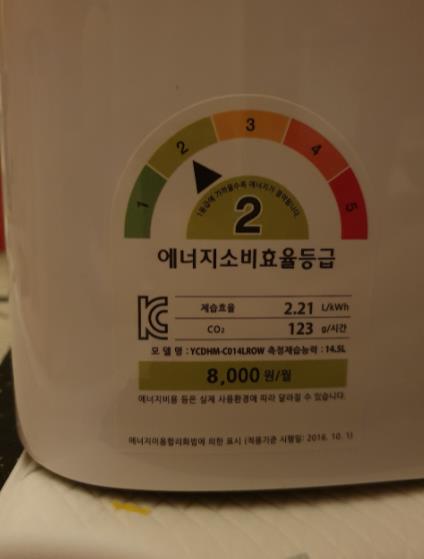 1
2
3
4
5
1등급에 가까울수록 에너지가 절약됩니다.
2
에너지소비효율등급
제습효율 2.21 L/kWh
CO₂ 123 g/시간
모 델 명 : YCDHM-C014LROW 측정제습능력 : 14.5L
8,000 원/월
에너지비용 등은 실제 사용환경에 따라 달라질 수 있습니다.
에너지이용합리화법에 의한 표시 (적용기준 시행일: 2016. 10. 1)